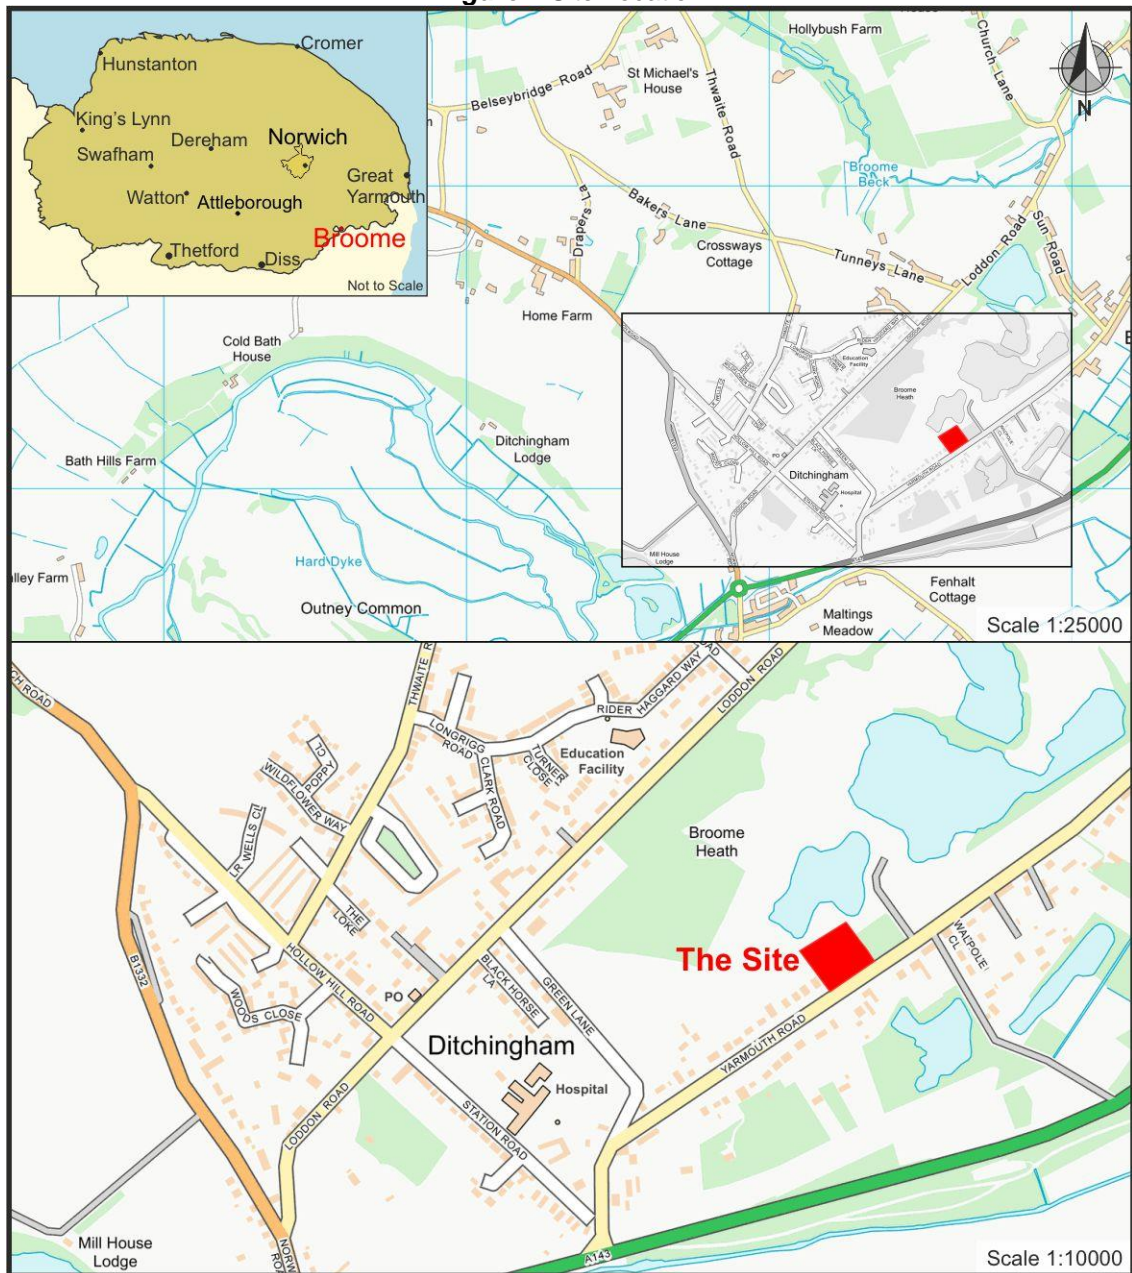 Cromer
Hunstanton
King's Lynn
Dereham
Norwich
Swafham
Great
Yarmouth
Watton
Attleborough
Broome
Thetford
Diss
Not to Scale
Hollybush Farm
Church Lane
St Michael's
House
Belseybridge Road
Thwaite Road
N
Broome
Beck
Drapers La
Bakers Lane
Crossways
Cottage
Tunneys Lane
Loddon Road
Sun Road
Home Farm
Cold Bath
House
Bath Hills Farm
Ditchingham
Lodge
Education
Facility
Broome
Heath
PO
Ditchingham
Hospital
Mill House
Lodge
Hard Dyke
Outney Common
Fenhalt
Cottage
Maltings
Meadow
Scale 1:25000
THWAITE R
ROAD
LODDON ROAD
RIDER HAGGARD WAY
LONGRIGG
ROAD
CLARK ROAD
TURNER
CLOSE
Education
Facility
POPPY
CL
WILDFLOWER WAY
WELLS CL
THE
LOKE
Broome
Heath
The Site
WALPOLE
CL
HOLLOW HILL ROAD
BLACK HORSE
LA
GREEN LANE
B1332
WOODS CLOSE
PO
YARMOUTH ROAD
Ditchingham
Hospital
LODDON ROAD
STATION ROAD
A143
Mill House
Lodge
Scale 1:10000